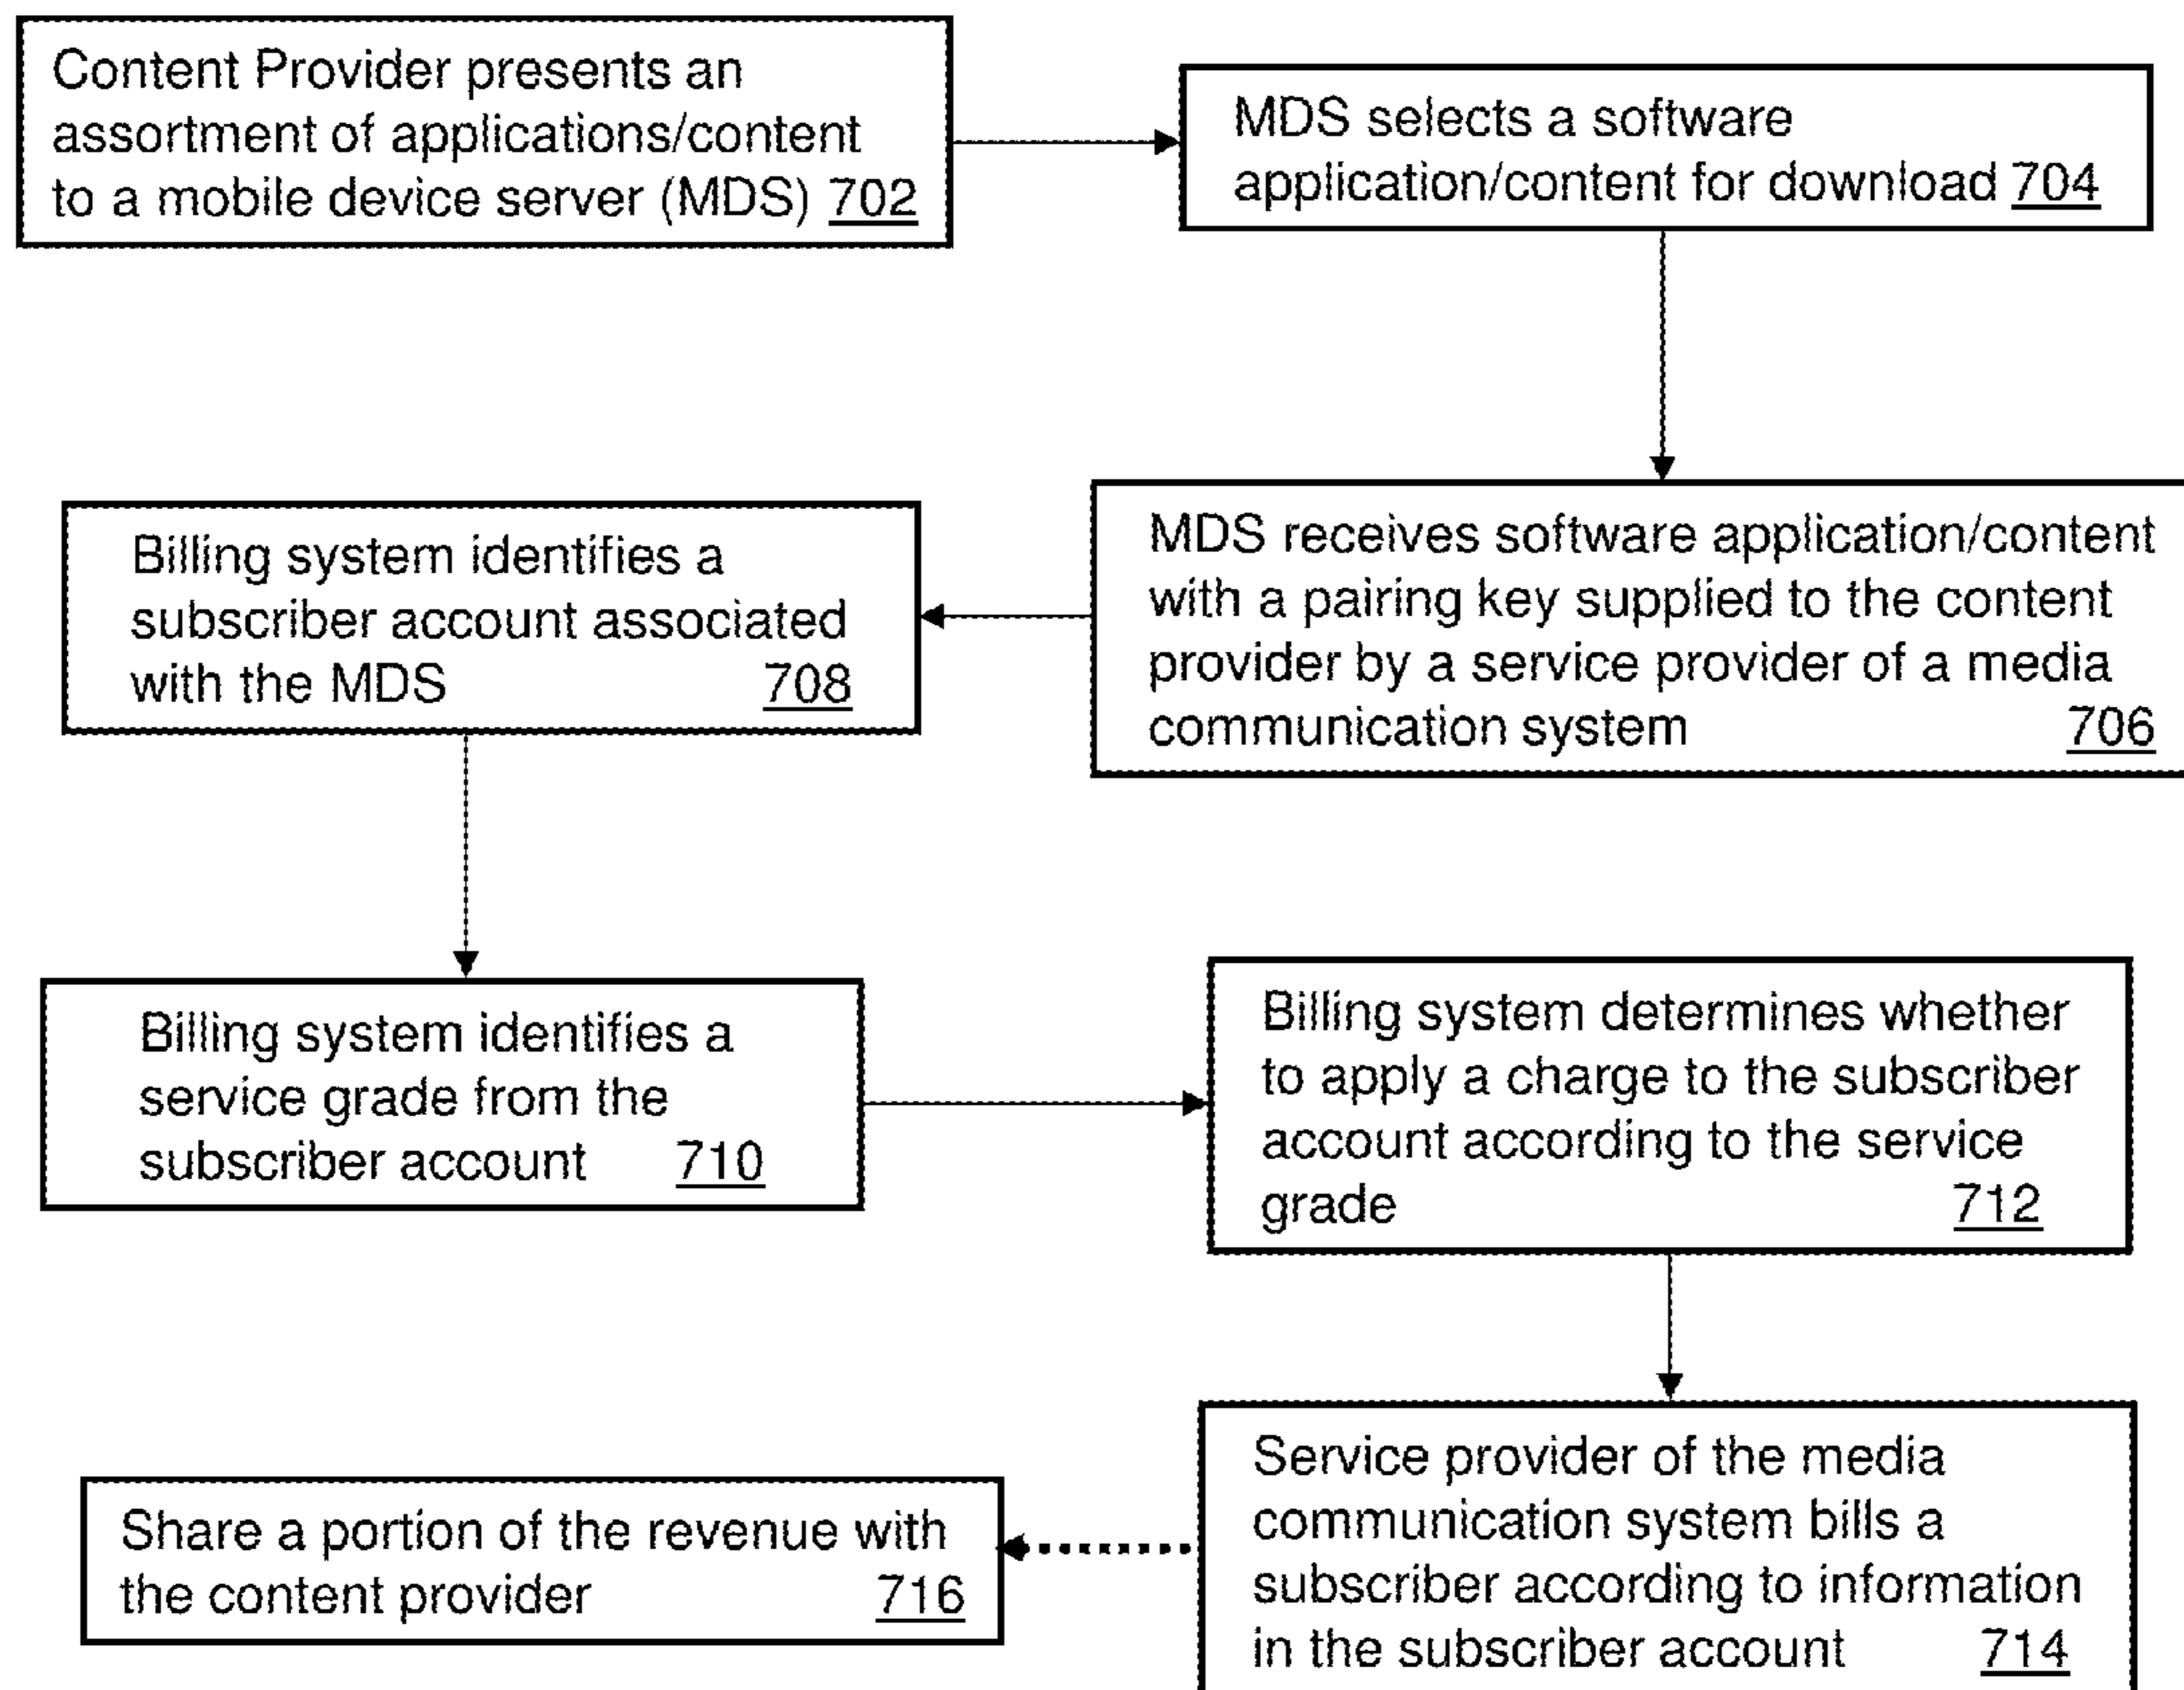 Content Provider presents an
assortment of applications/content
to a mobile device server (MDS) 702
MDS selects a software
application/content for download 704
MDS receives software application/content
with a pairing key supplied to the content
provider by a service provider of a media
communication system 706
Billing system identifies a
subscriber account associated
with the MDS 708
Billing system identifies a
service grade from the
subscriber account 710
Billing system determines whether
to apply a charge to the subscriber
account according to the service
grade 712
Service provider of the media
communication system bills a
subscriber according to information
in the subscriber account 714
Share a portion of the revenue with
the content provider 716